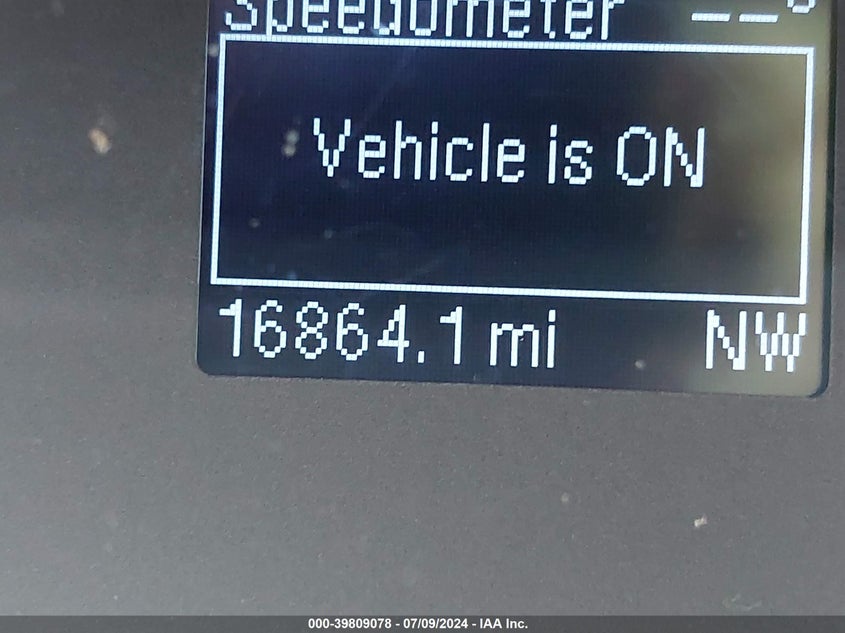 Speedometer --°
Vehicle is ON
16864.1 mi NW
000-39809078 - 07/09/2024 - IAA Inc.